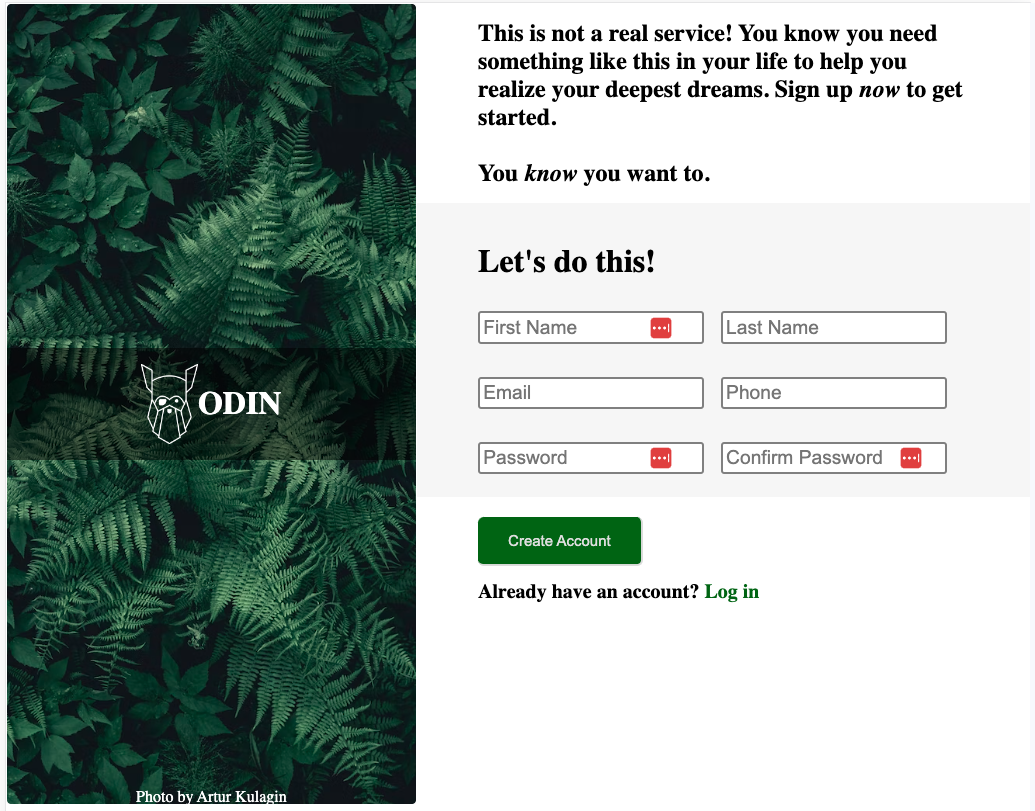 This is not a real service! You know you need
something like this in your life to help you
realize your deepest dreams. Sign up now to get
started.
You know you want to.
Let's do this!
First Name
Last Name
Email
Phone
Password
Confirm Password
ODIN
Create Account
Already have an account? Log in
Photo by Artur Kulagin